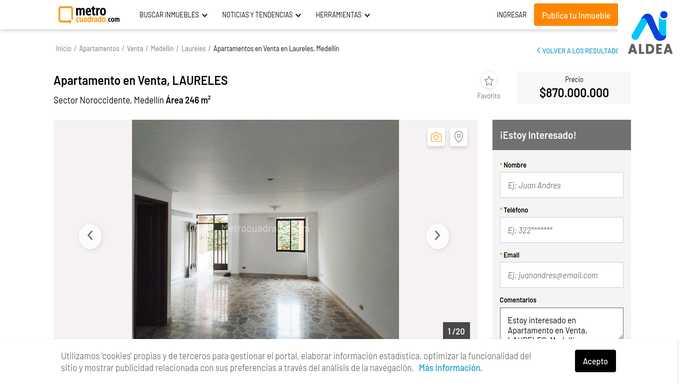 metro
cuadrado.com
BUSCAR INMUEBLES
NOTICIAS Y TENDENCIAS
HERRAMIENTAS
INGRESAR
Publica tu Inmueble
ALDEA
Inicio / Apartamentos / Venta / Medellín / Laureles / Apartamentos en Venta en Laureles, Medellín
VOLVER A LOS RESULTADO
Apartamento en Venta, LAURELES
Sector Noroccidente, Medellín Área 246 m²
Favorito
Precio
$870.000.000
metrocuadrado.com
1 / 20
¡Estoy Interesado!
* Nombre
Ej: Juan Andres
* Teléfono
Ej: 322*******
* Email
Ej: juanandres@email.com
Comentarios
Estoy interesado en
Apartamento en Venta,
LAURELES, Medellín
Utilizamos 'cookies' propias y de terceros para gestionar el portal, elaborar información estadística, optimizar la funcionalidad del
sitio y mostrar publicidad relacionada con sus preferencias a través del análisis de la navegación. Más información.
Acepto